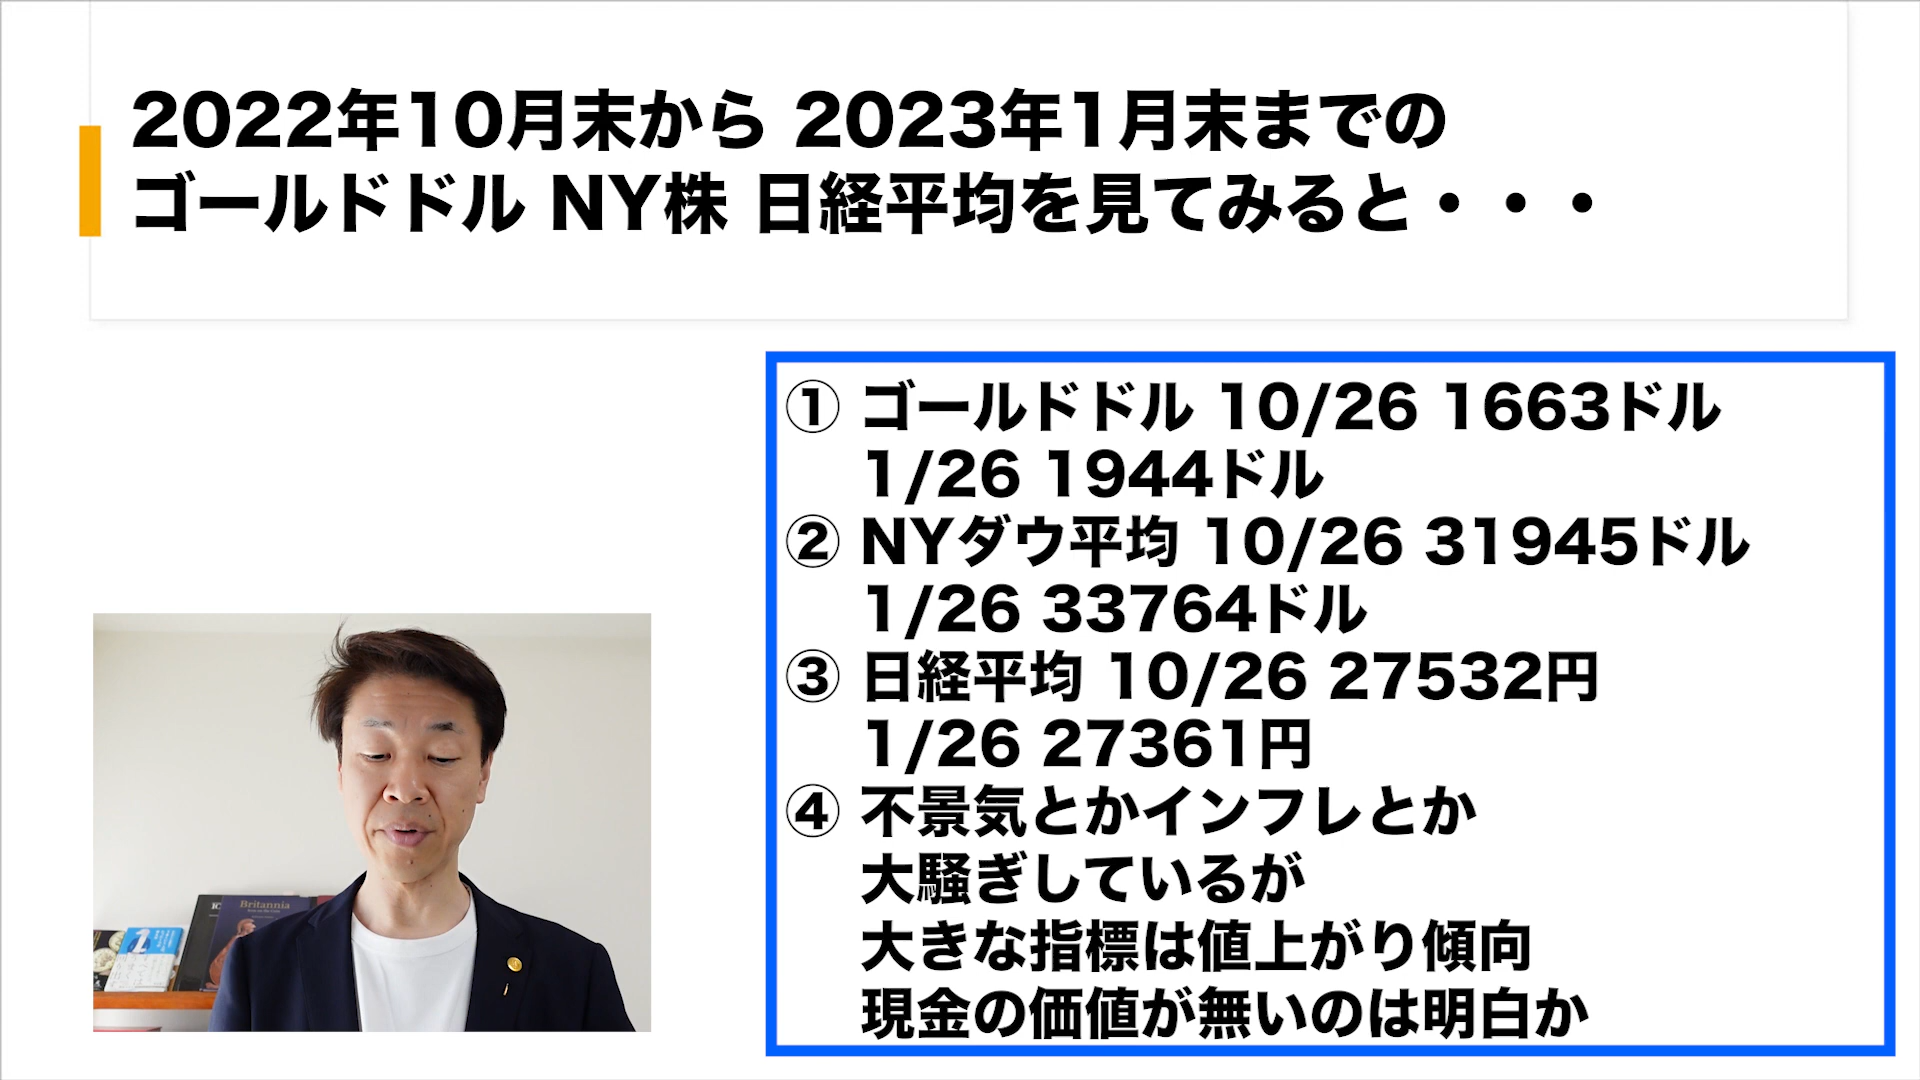 2022年10月末から 2023年1月末までの
ゴールドドル NY株 日経平均を見てみると・・・
① ゴールドドル 10/26 1663ドル
1/26 1944ドル
② NYダウ平均 10/26 31945ドル
1/26 33764ドル
③ 日経平均 10/26 27532円
1/26 27361円
④ 不景気とかインフレとか
大騒ぎしているが
大きな指標は値上がり傾向
現金の価値が無いのは明白か
Britannia